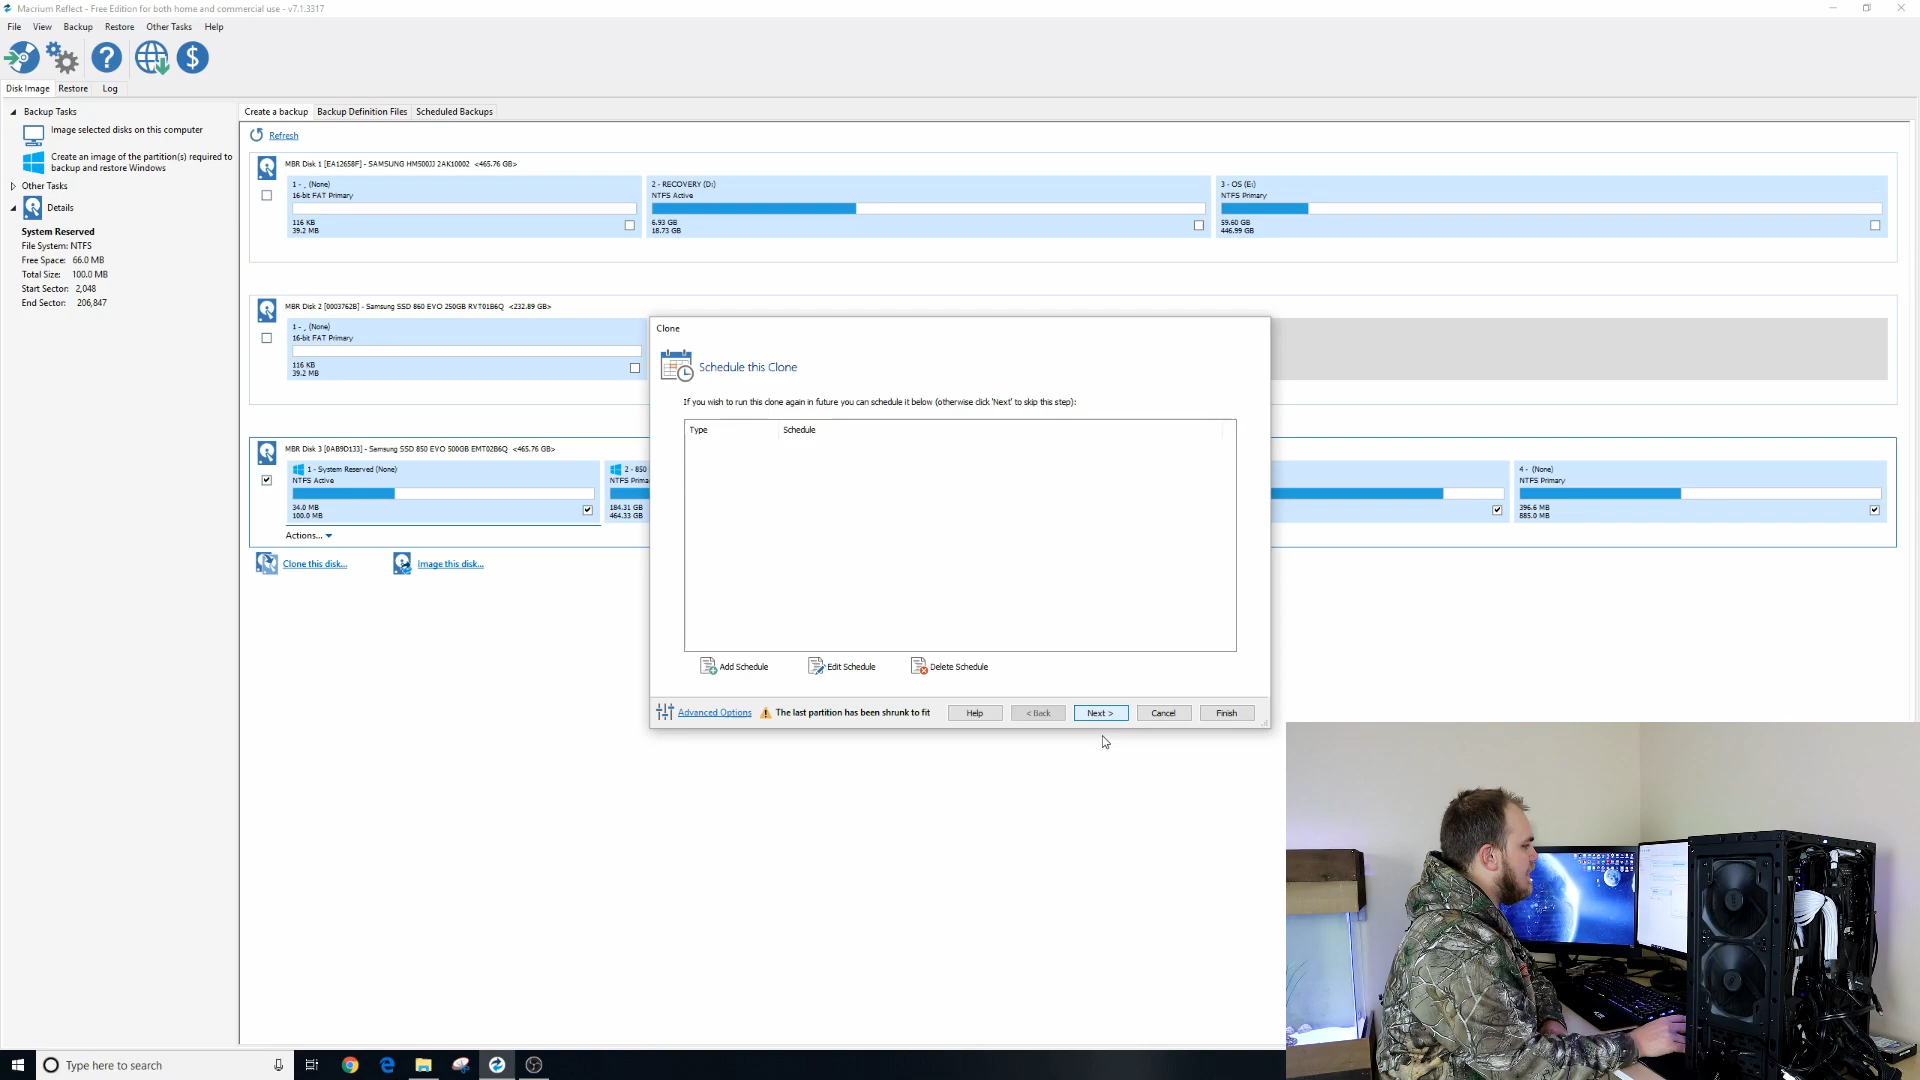 Macrium Reflect - Free Edition for both home and commercial use - v7.1.3317
File View Backup Restore Other Tasks Help
Disk Image Restore Log
Backup Tasks
Image selected disks on this computer
Create an image of the partition(s) required to
backup and restore Windows
Other Tasks
Details
System Reserved
File System: NTFS
Free Space: 66.0 MB
Total Size: 100.0 MB
Start Sector: 2,048
End Sector: 206,847
Create a backup Backup Definition Files Scheduled Backups
Refresh
MBR Disk 1 [EA12658F] - SAMSUNG HM500JJ 2AK10002 <465.76 GB>
1 - , (None)
16-bit FAT Primary
116 KB
39.2 MB
2 - RECOVERY (D:)
NTFS Active
6.93 GB
18.73 GB
3 - OS (E:)
NTFS Primary
59.60 GB
446.99 GB
MBR Disk 2 [0003762B] - Samsung SSD 860 EVO 250GB RVT01B6Q <232.89 GB>
1 - , (None)
16-bit FAT Primary
116 KB
39.2 MB
MBR Disk 3 [0AB9D133] - Samsung SSD 850 EVO 500GB EMT02B6Q <465.76 GB>
1 - System Reserved (None)
NTFS Active
34.0 MB
100.0 MB
2 - 850
NTFS Prima
184.31 GB
464.33 GB
4 - (None)
NTFS Primary
396.6 MB
885.0 MB
Actions...
Clone this disk... Image this disk...
Clone
Schedule this Clone
If you wish to run this clone again in future you can schedule it below (otherwise click 'Next' to skip this step):
Type Schedule
Add Schedule Edit Schedule Delete Schedule
Advanced Options The last partition has been shrunk to fit Help < Back Next > Cancel Finish
Type here to search